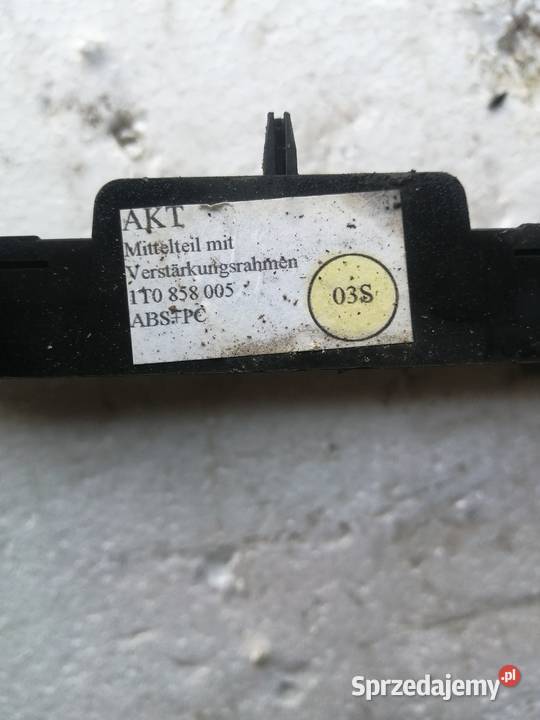 AKT
Mittelteil mit
Verstärkungsrahmen
1T0 858 005
ABS+PC
03S
Sprzedajemy.pl